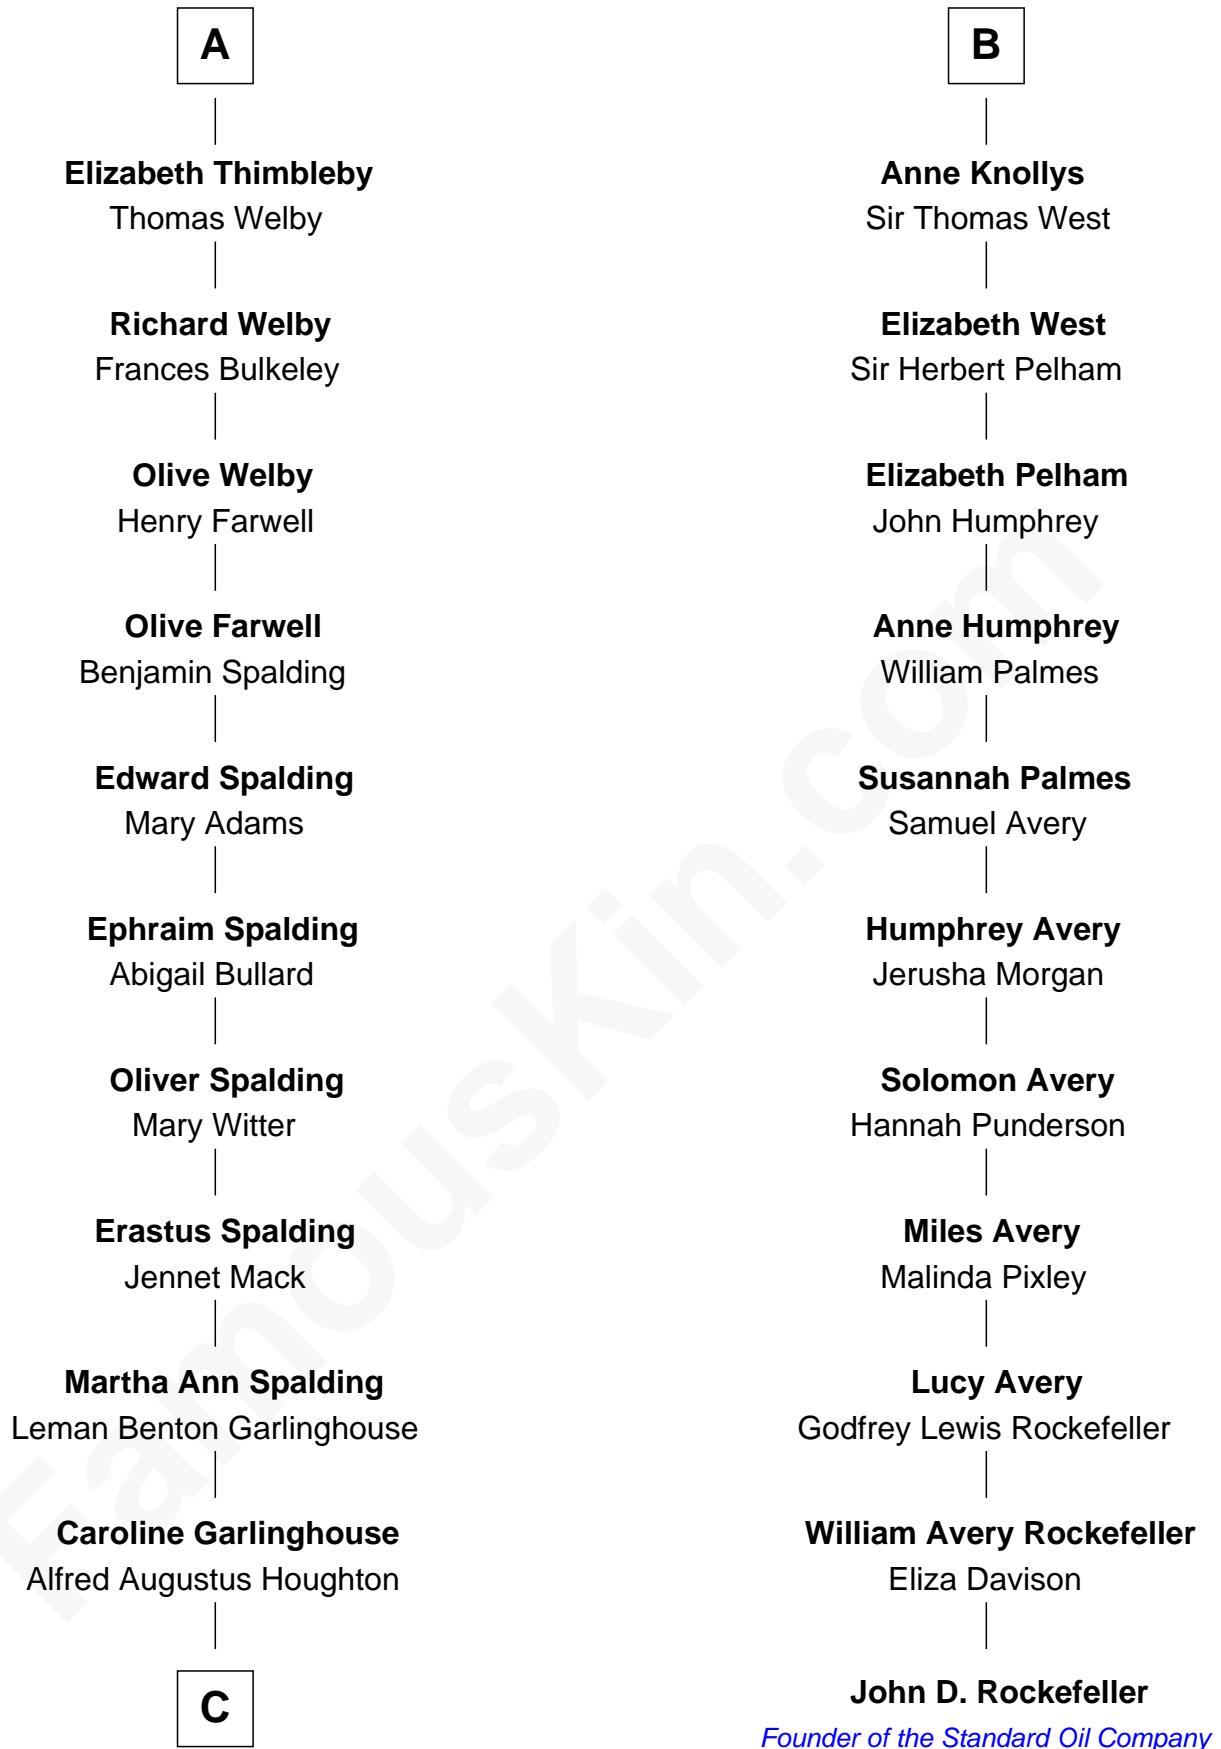 A
Elizabeth Thimbleby
Thomas Welby
Richard Welby
Frances Bulkeley
Olive Welby
Henry Farwell
Olive Farwell
Benjamin Spalding
Edward Spalding
Mary Adams
Ephraim Spalding
Abigail Bullard
Oliver Spalding
Mary Witter
Erastus Spalding
Jennet Mack
Martha Ann Spalding
Leman Benton Garlinghouse
Caroline Garlinghouse
Alfred Augustus Houghton
C
B
Anne Knollys
Sir Thomas West
Elizabeth West
Sir Herbert Pelham
Elizabeth Pelham
John Humphrey
Anne Humphrey
William Palmes
Susannah Palmes
Samuel Avery
Humphrey Avery
Jerusha Morgan
Solomon Avery
Hannah Punderson
Miles Avery
Malinda Pixley
Lucy Avery
Godfrey Lewis Rockefeller
William Avery Rockefeller
Eliza Davison
John D. Rockefeller
Founder of the Standard Oil Company
FamousKin.com